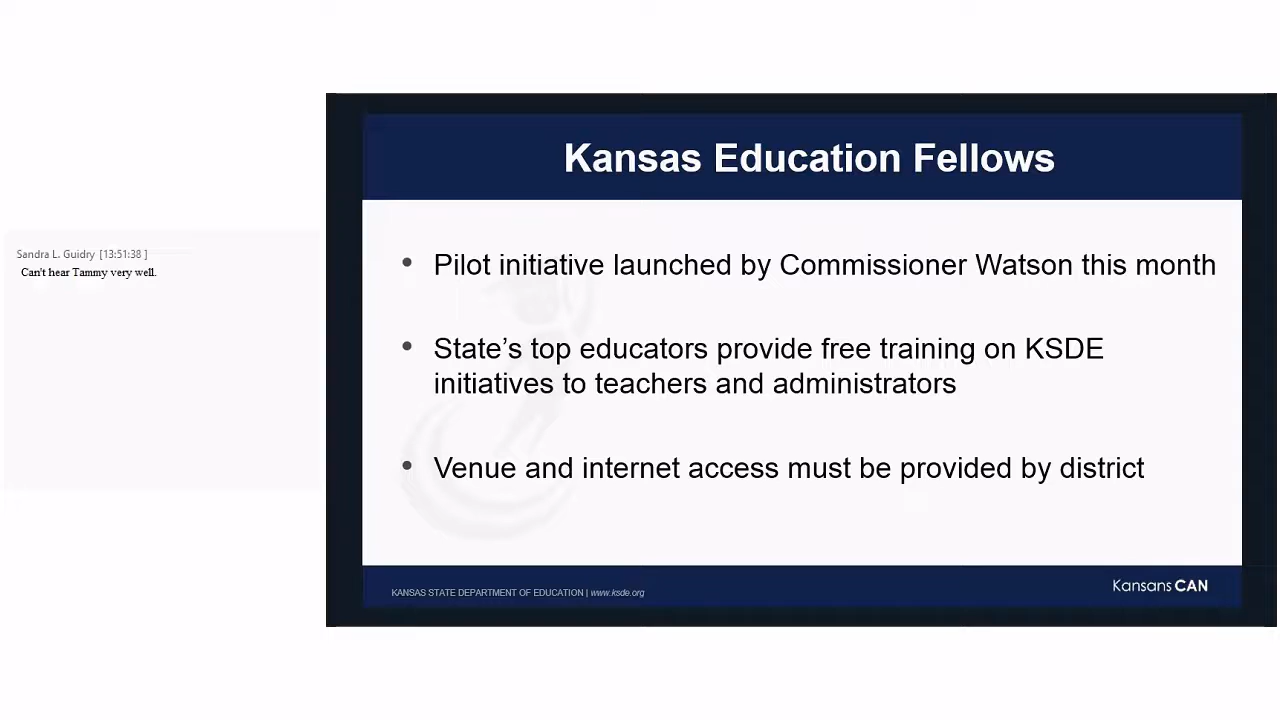 Sandra L. Guidry [13:51:38 ]
Can't hear Tammy very well.
Kansas Education Fellows
• Pilot initiative launched by Commissioner Watson this month
• State’s top educators provide free training on KSDE
initiatives to teachers and administrators
• Venue and internet access must be provided by district
KANSAS STATE DEPARTMENT OF EDUCATION | www.ksde.org
KansansCAN